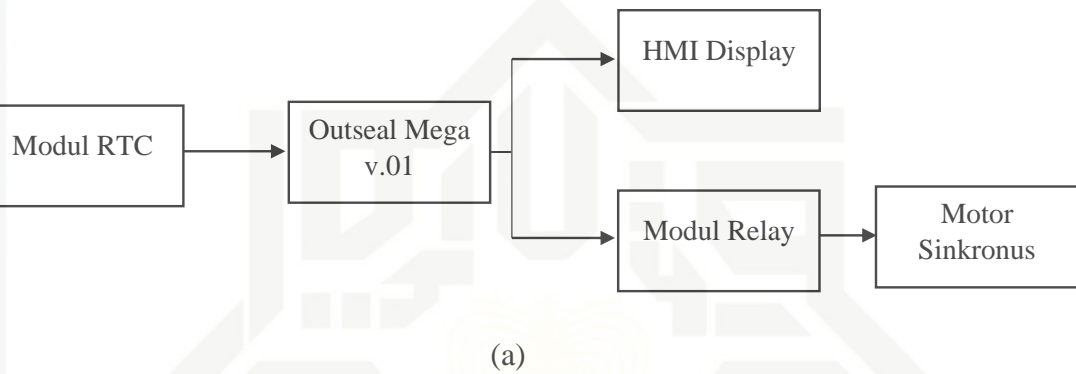 Modul RTC
Outseal Mega
v.01
HMI Display
Modul Relay
Motor
Sinkronus
(a)